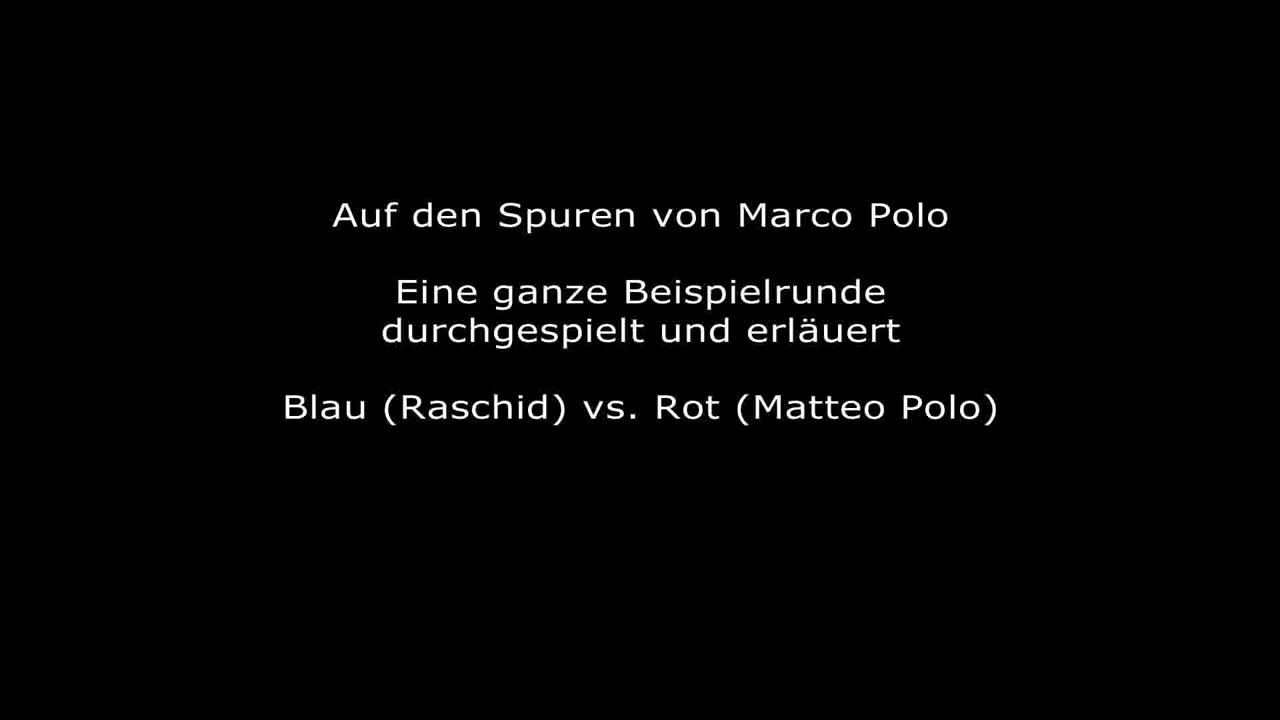 Auf den Spuren von Marco Polo
Eine ganze Beispielrunde
durchgespielt und erläuert
Blau (Raschid) vs. Rot (Matteo Polo)